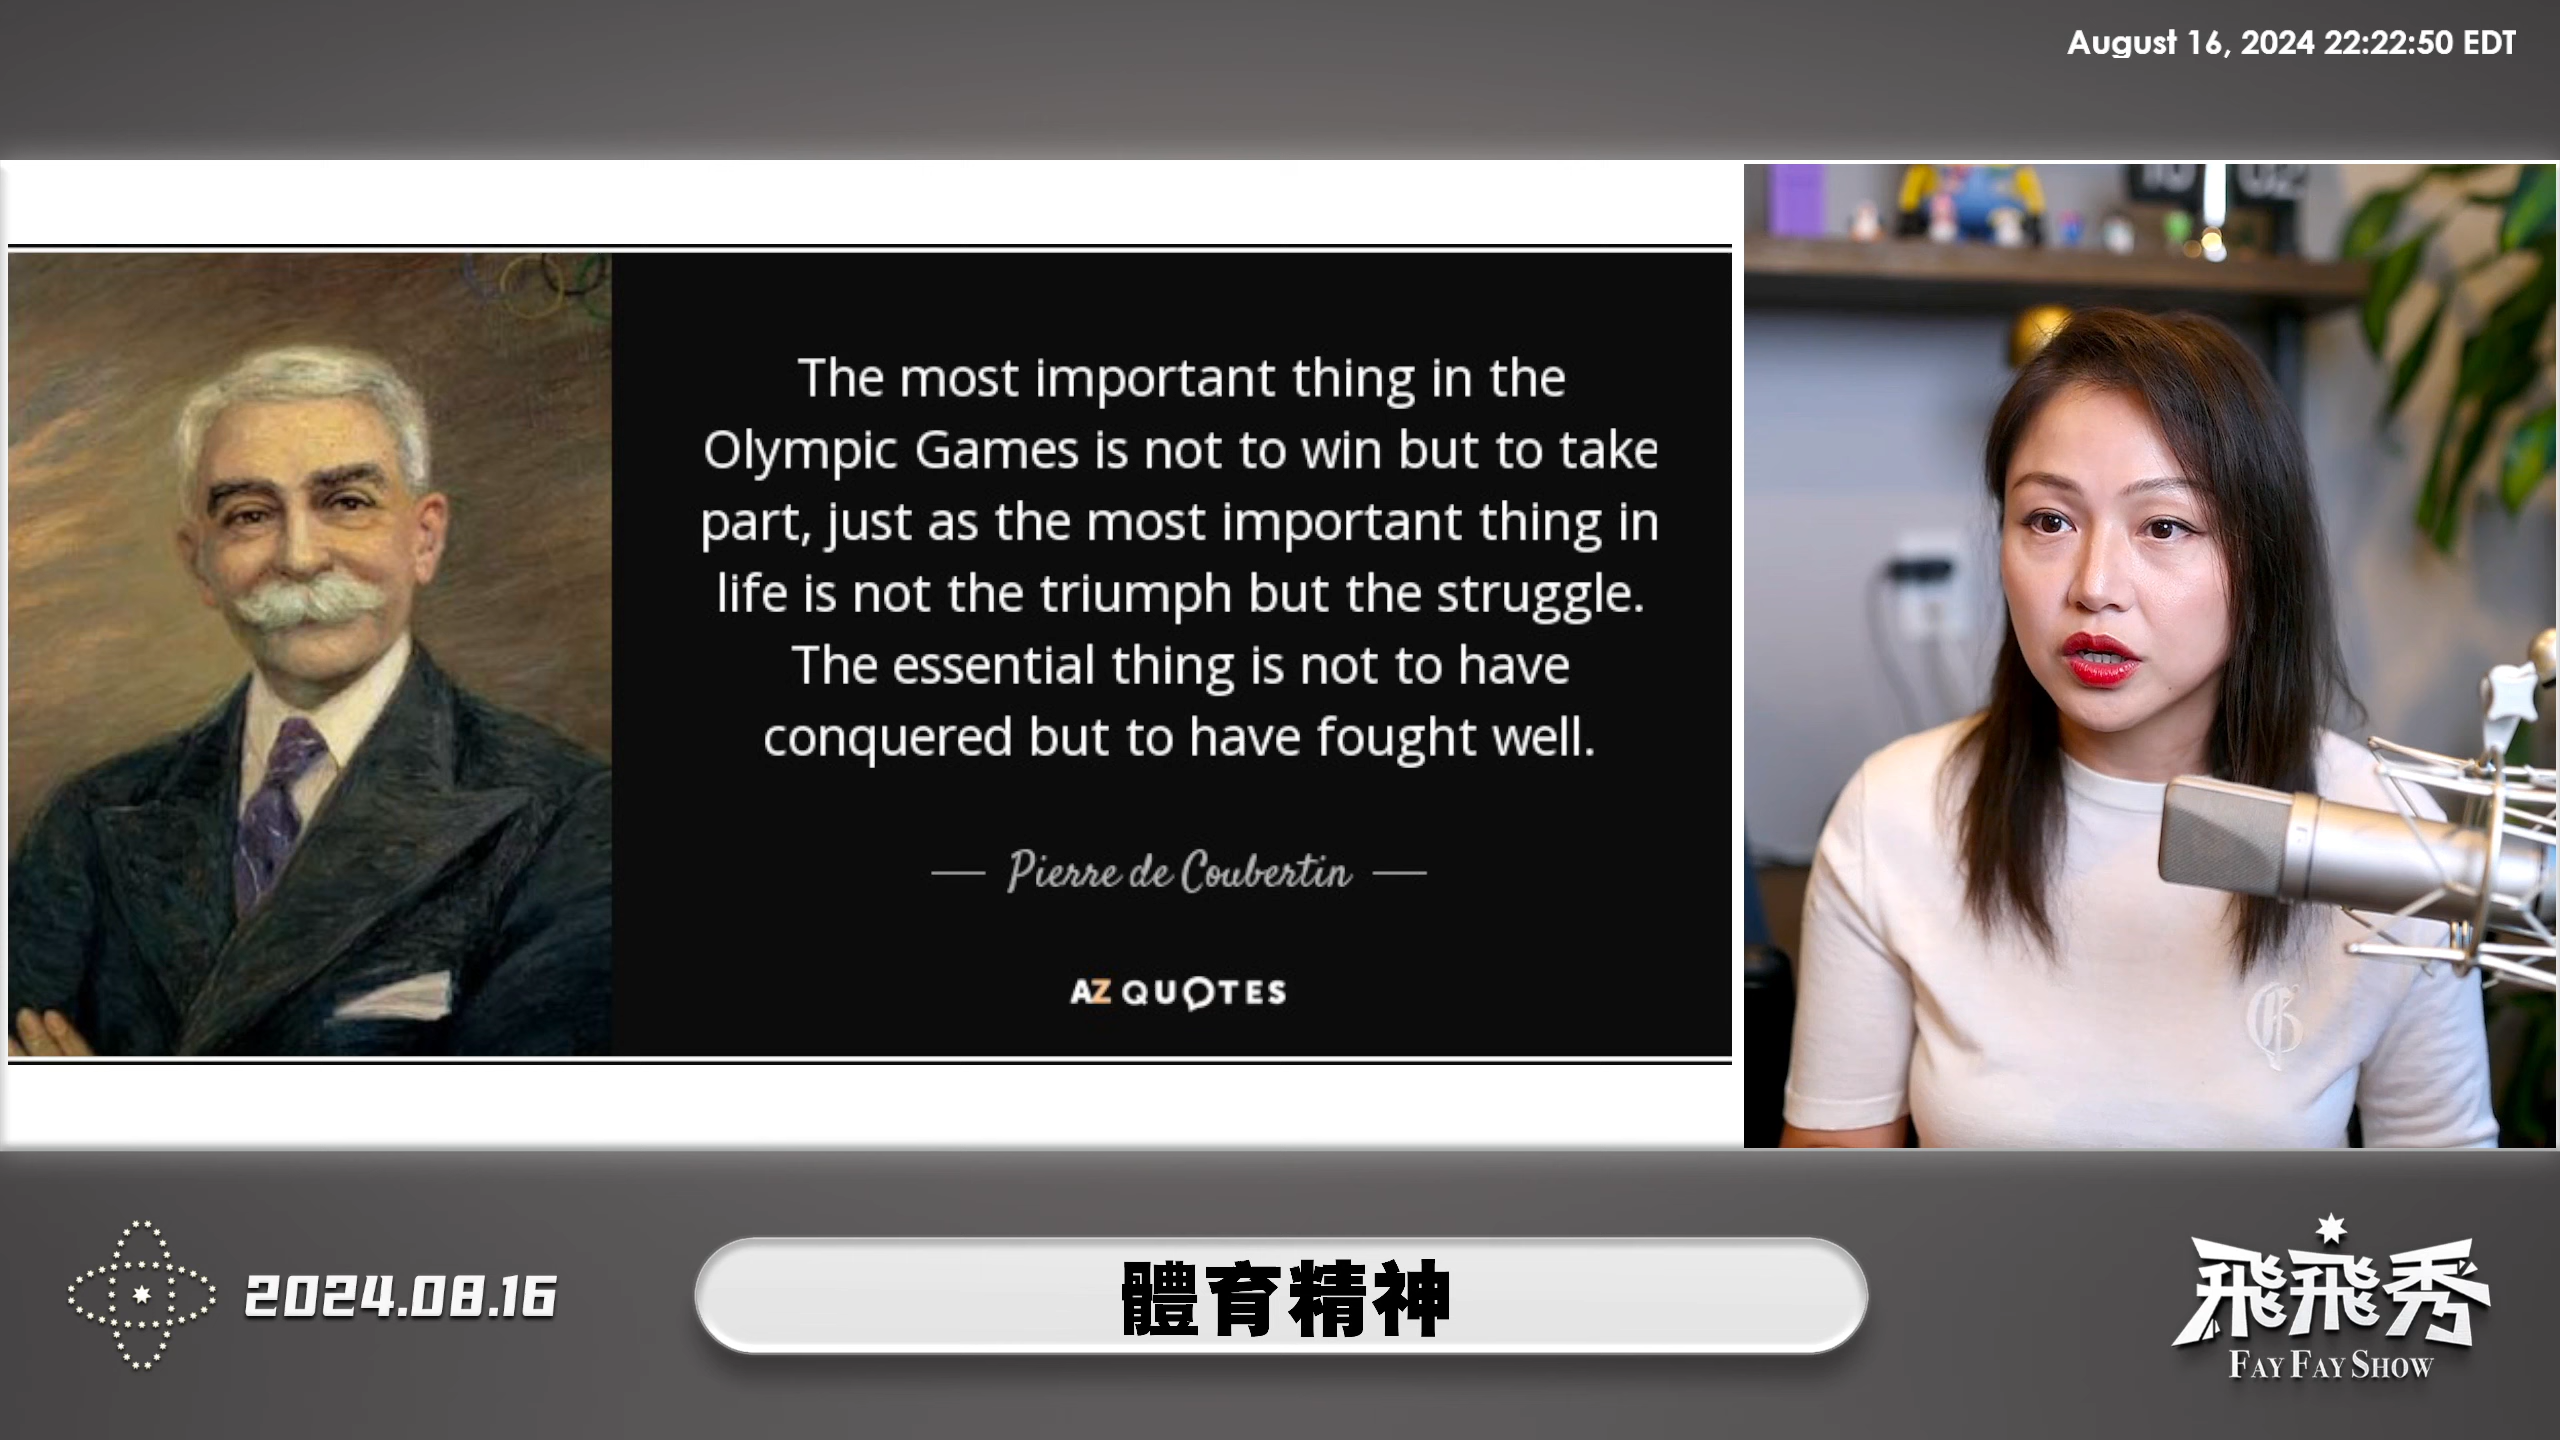 August 16, 2024 22:22:50 EDT
The most important thing in the
Olympic Games is not to win but to take
part, just as the most important thing in
life is not the triumph but the struggle.
The essential thing is not to have
conquered but to have fought well.
Pierre de Coubertin
AZ QUOTES
2024.08.16
體育精神
飛飛秀
FAY FAY SHOW